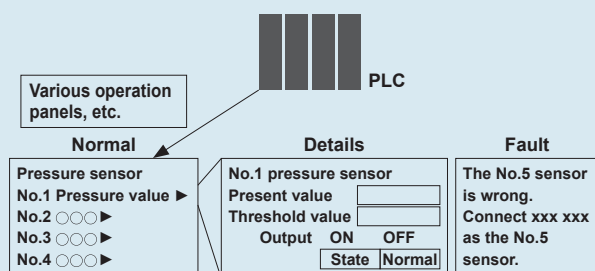 PLC
Various operation
panels, etc.
Normal
Pressure sensor
No.1 Pressure value ►
No.2 ○○○►
No.3 ○○○►
No.4 ○○○►
Details
No.1 pressure sensor
Present value
Threshold value
Output ON OFF
State Normal
Fault
The No.5 sensor
is wrong.
Connect xxx xxx
as the No.5
sensor.